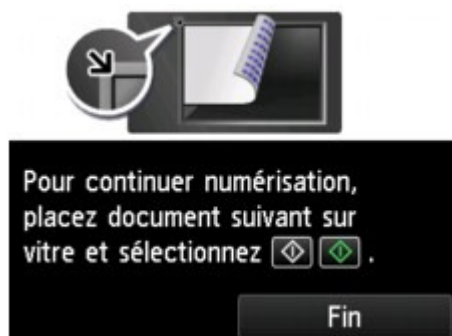 Pour continuer numérisation,
placez document suivant sur
vitre et sélectionnez .
Fin